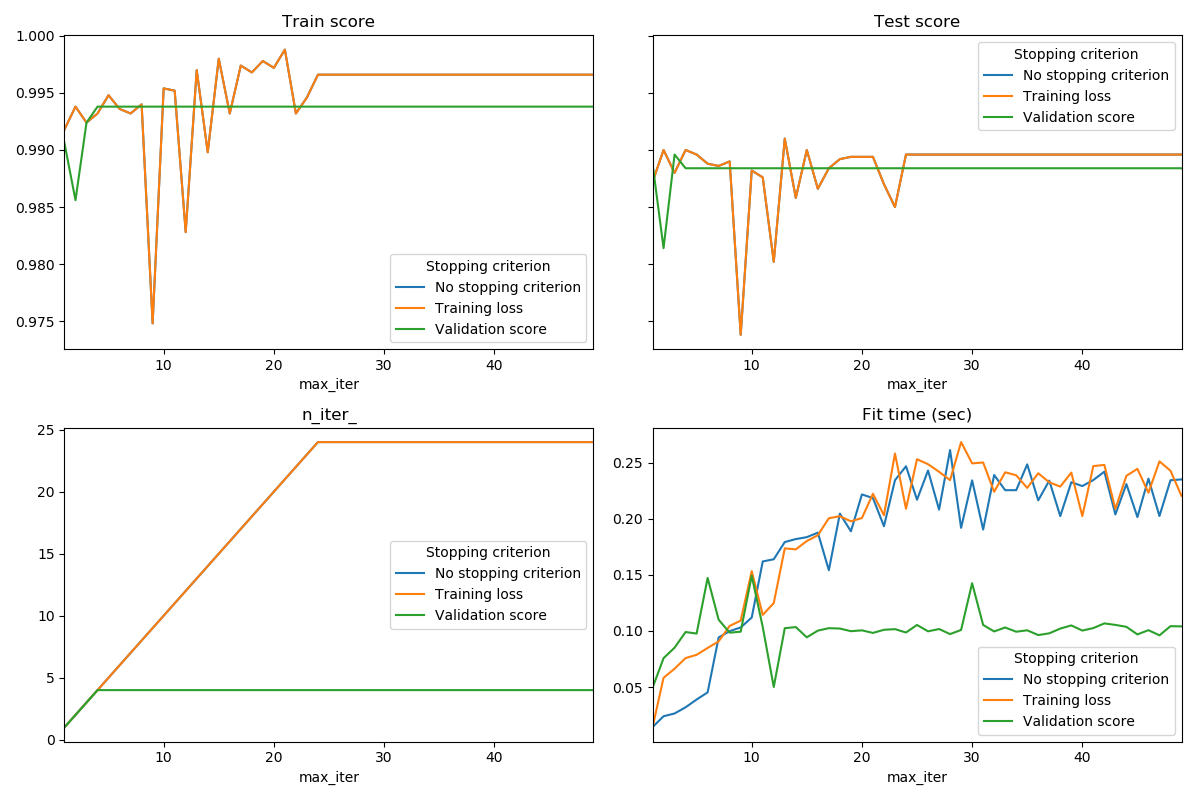 Train score
1.000
0.995
0.990
0.985
0.980
0.975
Stopping criterion
No stopping criterion
Training loss
Validation score
10
20
30
40
max_iter
Test score
Stopping criterion
No stopping criterion
Training loss
Validation score
10
20
30
40
max_iter
n_iter_
25
20
15
10
5
0
Stopping criterion
No stopping criterion
Training loss
Validation score
10
20
30
40
max_iter
Fit time (sec)
0.25
0.20
0.15
0.10
0.05
Stopping criterion
No stopping criterion
Training loss
Validation score
10
20
30
40
max_iter